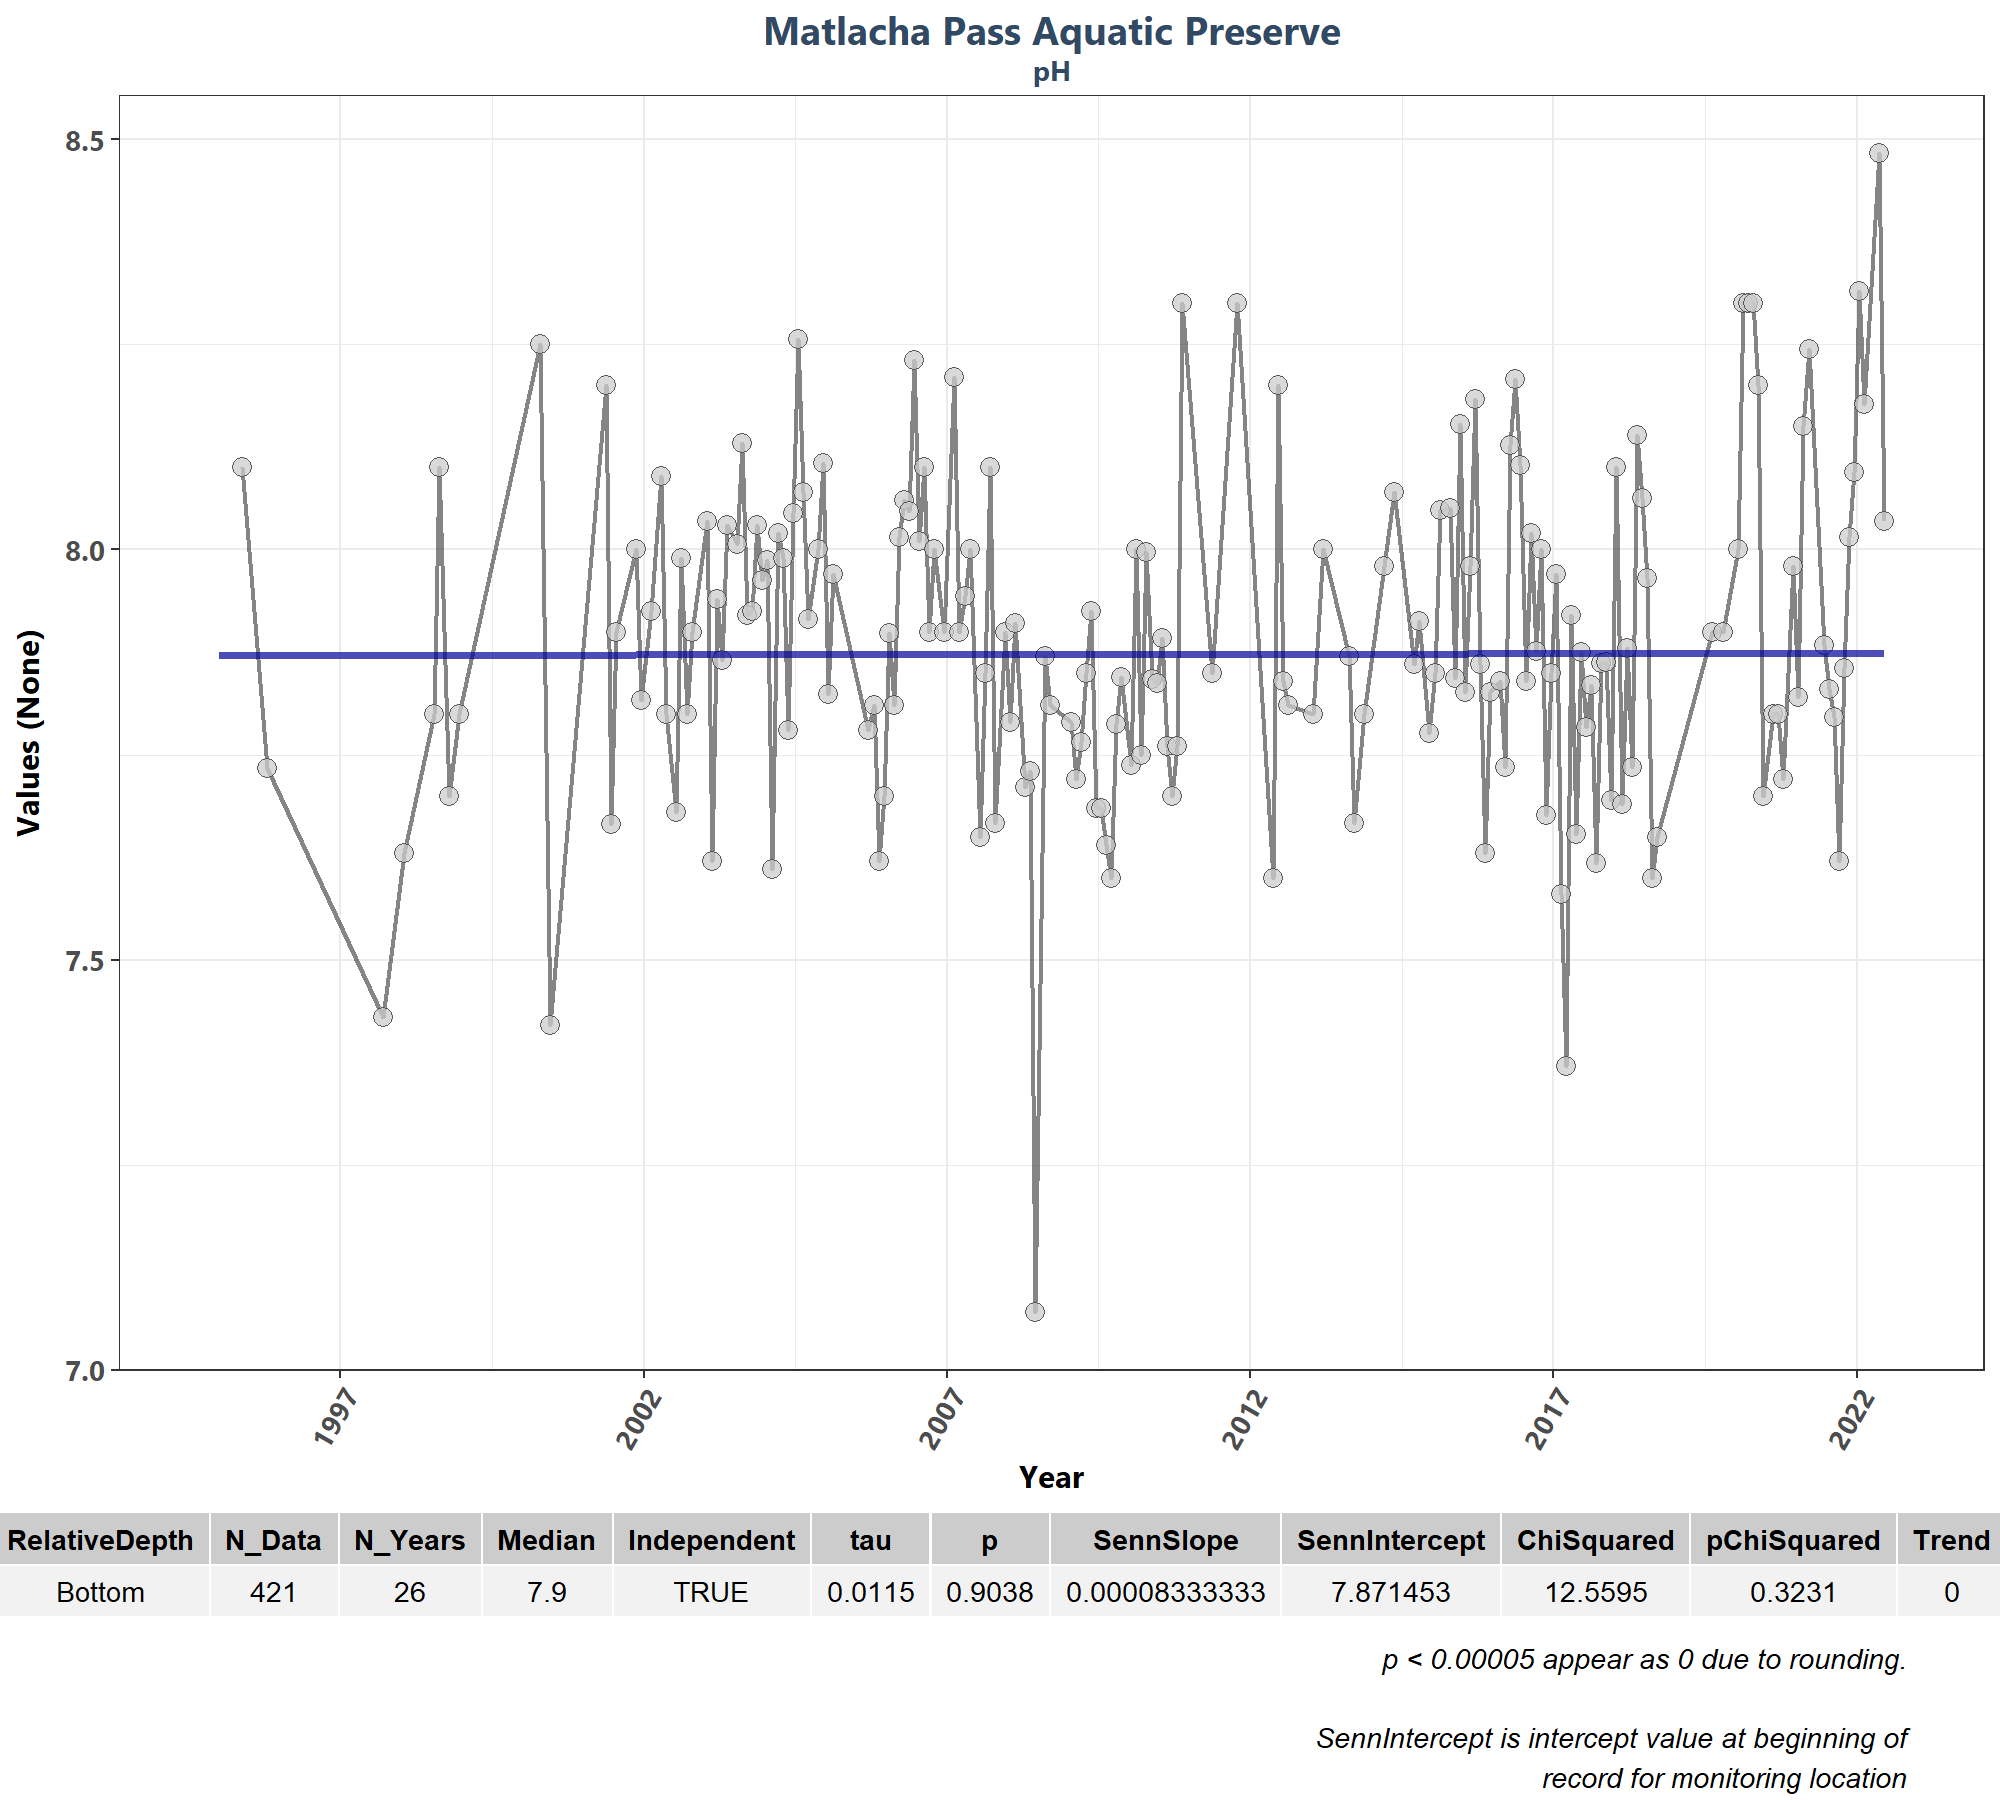 Matlacha Pass Aquatic Preserve
pH
8.5
8.0
7.5
7.0
Values (None)
1997 2002 2007 2012 2017 2022
Year
RelativeDepth N_Data N_Years Median Independent tau p SennSlope SennIntercept ChiSquared pChiSquared Trend
Bottom 421 26 7.9 TRUE 0.0115 0.9038 0.00008333333 7.871453 12.5595 0.3231 0
p < 0.00005 appear as 0 due to rounding.
SennIntercept is intercept value at beginning of
record for monitoring location